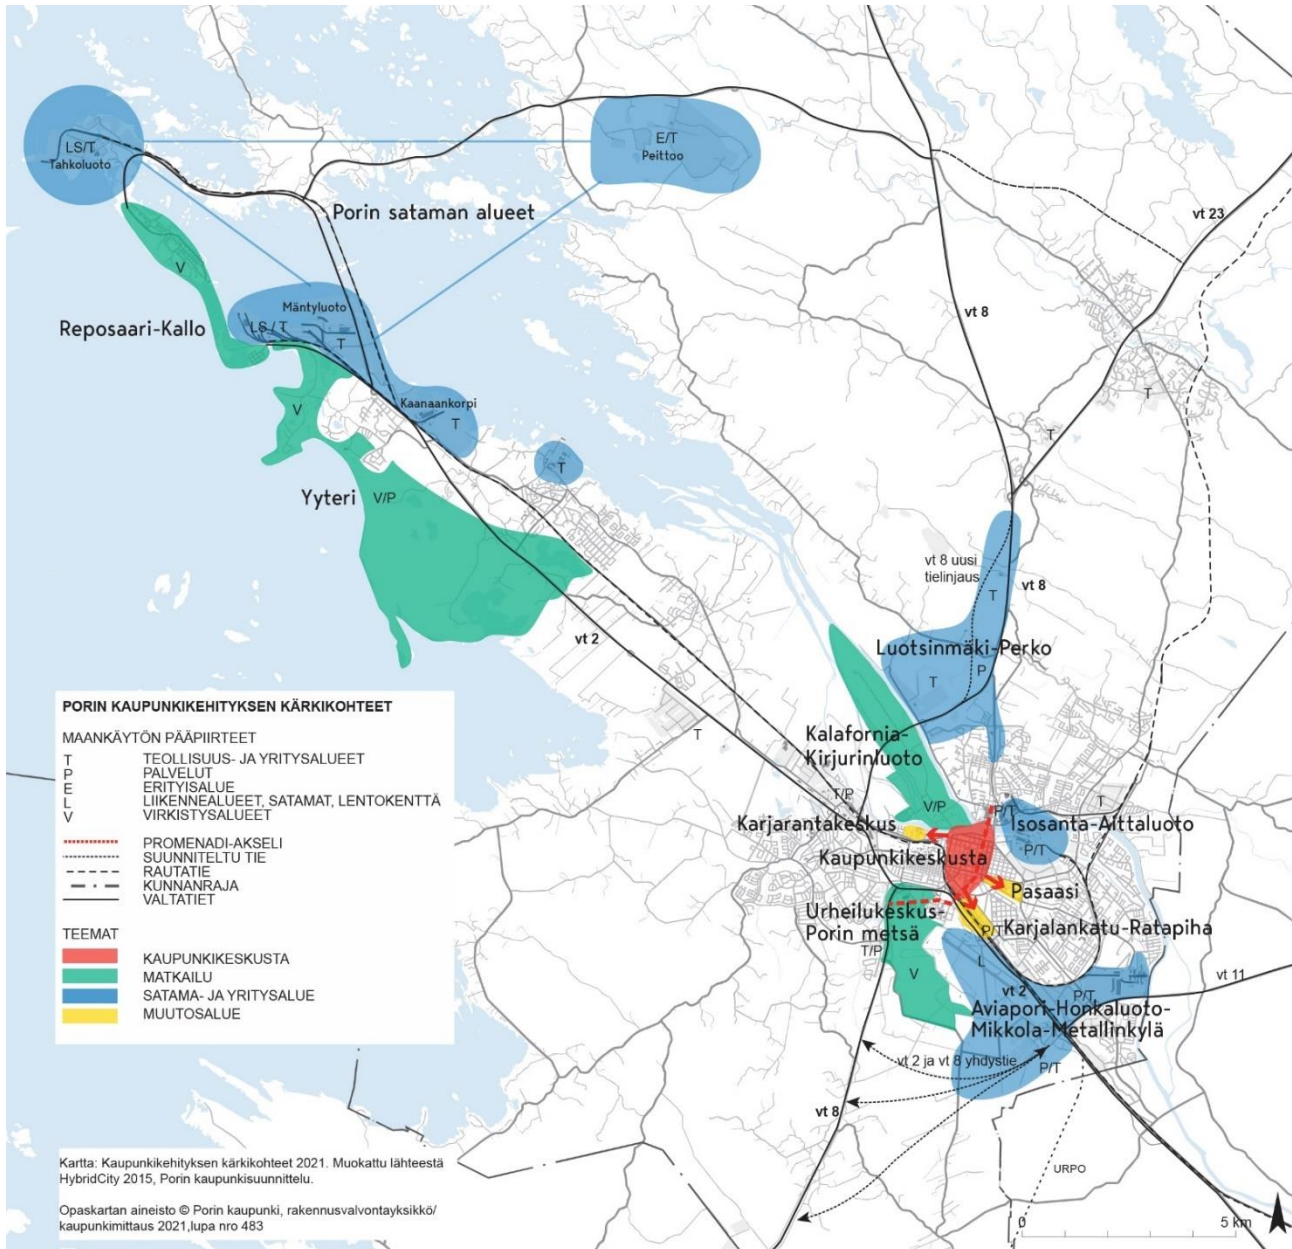 LS/T
Tahkoluoto
E/T
Peittoo
Porin sataman alueet
vt 23
V
Mäntyluoto
Reposaari-Kallo
LS / T
T
vt 8
Kaanaankorpi
T
T
V
T
T
Yyteri
V/P
vt 8 uusi
tielinjaus
T
vt 8
vt 2
Luotsinmäki-Perko
T
P
PORIN KAUPUNKIKEHITYKSEN KÄRKIKOHTEET
MAANKÄYTÖN PÄÄPIIRTEET
T TEOLLISUUS- JA YRITYSALUEET
P PALVELUT
E ERITYISALUE
L LIIKENNEALUEET, SATAMAT, LENTOKENTTÄ
V VIRKISTYSALUEET
PROMENADI-AKSELI
SUUNNITELTU TIE
RAUTATIE
KUNNANRAJA
VALTATIET
TEEMAT
KAUPUNKIKESKUSTA
MATKAILU
SATAMA- JA YRITYSALUE
MUUTOSALUE
T
Kalafornia-
Kirjurinluoto
T/P
V/P
P/T
T
Karjarantakeskus
Isosanta-Aittaluoto
P/T
Kaupunkikeskusta
Pasaasi
Urheilukeskus-
Porin metsä
P/T
Karjalankatu-Ratapiha
T/P
V
L
vt 2
P/T
vt 11
Aviapori-Honkaluoto-
Mikkola-Metallinkylä
vt 2 ja vt 8 yhdystie
P/T
vt 8
URPO
Kartta: Kaupunkikehityksen kärkikohteet 2021. Muokattu lähteestä
HybridCity 2015, Porin kaupunkisuunnittelu.
Opaskartan aineisto © Porin kaupunki, rakennusvalvontayksikkö/
kaupunkimittaus 2021,lupa nro 483
0
5 km